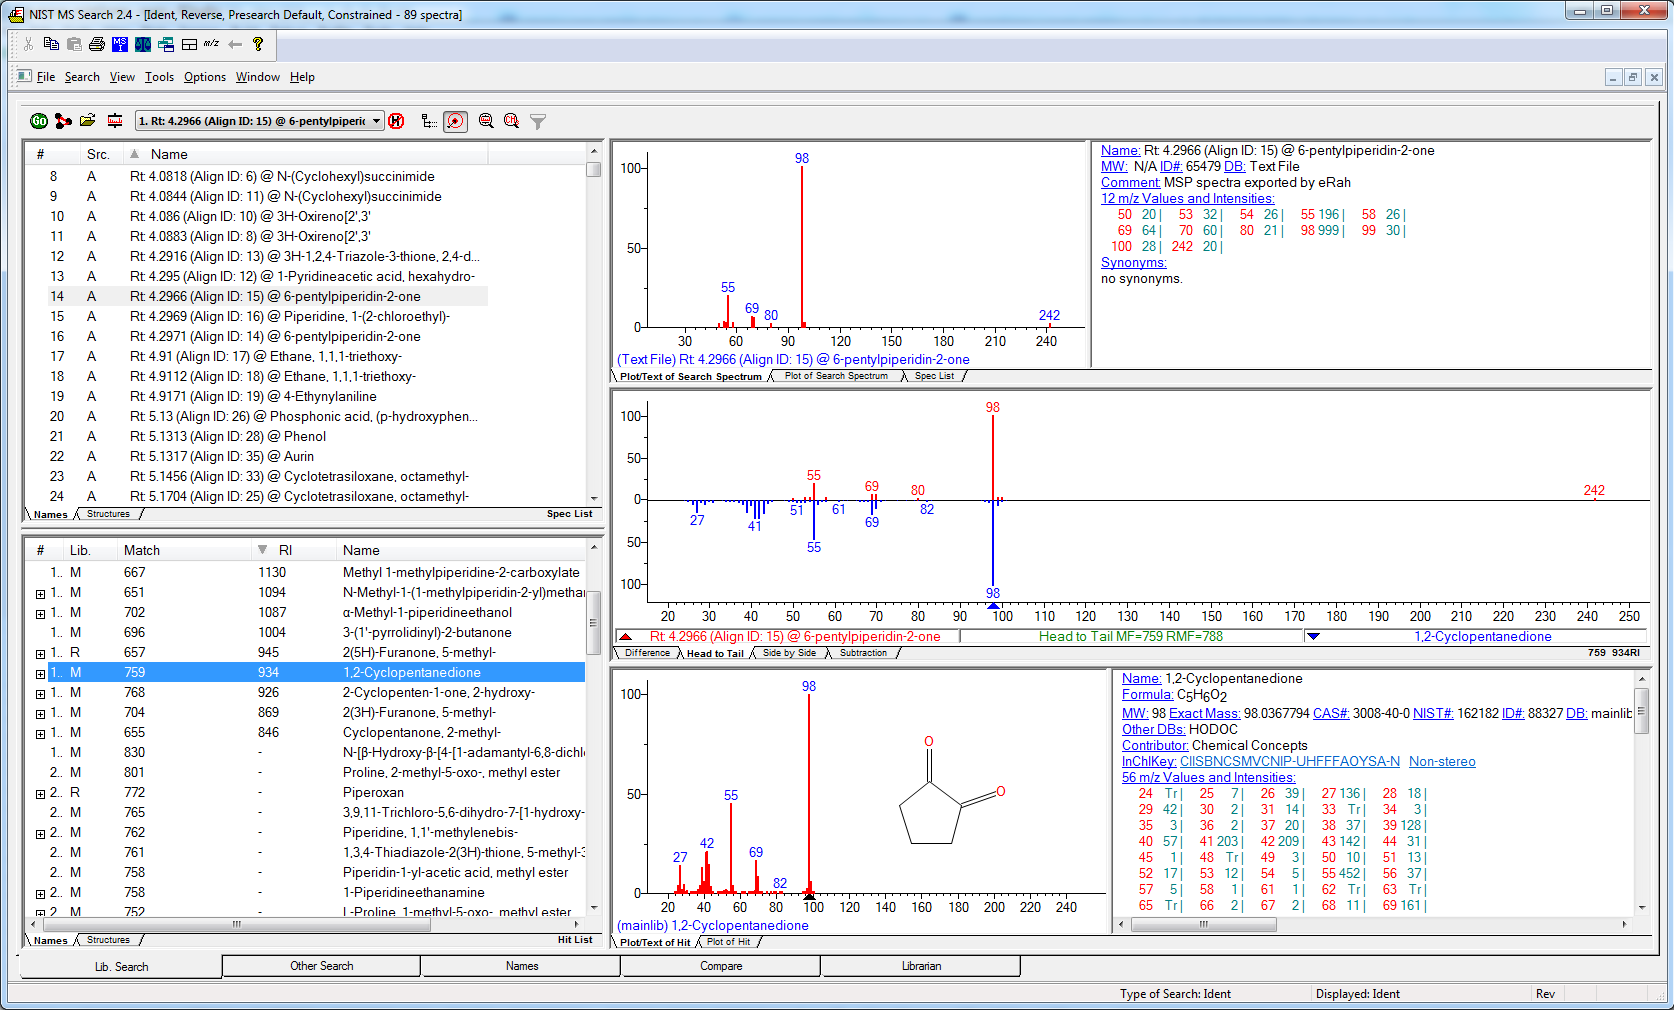 NIST MS Search 2.4 - [Ident, Reverse, Presearch Default, Constrained - 89 spectra]
File Search View Tools Options Window Help
1. Rt: 4.2966 (Align ID: 15) @ 6-pentylpiperic
# Src. Name
8 A Rt: 4.0818 (Align ID: 6) @ N-(Cyclohexyl)succinimide
9 A Rt: 4.0844 (Align ID: 11) @ N-(Cyclohexyl)succinimide
10 A Rt: 4.086 (Align ID: 10) @ 3H-Oxireno[2',3'
11 A Rt: 4.0883 (Align ID: 8) @ 3H-Oxireno[2',3'
12 A Rt: 4.2916 (Align ID: 13) @ 3H-1,2,4-Triazole-3-thione, 2,4-d...
13 A Rt: 4.295 (Align ID: 12) @ 1-Pyridineacetic acid, hexahydro-
14 A Rt: 4.2966 (Align ID: 15) @ 6-pentylpiperidin-2-one
15 A Rt: 4.2969 (Align ID: 16) @ Piperidine, 1-(2-chloroethyl)-
16 A Rt: 4.2971 (Align ID: 14) @ 6-pentylpiperidin-2-one
17 A Rt: 4.91 (Align ID: 17) @ Ethane, 1,1,1-triethoxy-
18 A Rt: 4.9112 (Align ID: 18) @ Ethane, 1,1,1-triethoxy-
19 A Rt: 4.9171 (Align ID: 19) @ 4-Ethynylaniline
20 A Rt: 5.13 (Align ID: 26) @ Phosphonic acid, (p-hydroxyphen...
21 A Rt: 5.1313 (Align ID: 28) @ Phenol
22 A Rt: 5.1317 (Align ID: 35) @ Aurin
23 A Rt: 5.1456 (Align ID: 33) @ Cyclotetrasiloxane, octamethyl-
24 A Rt: 5.1704 (Align ID: 25) @ Cyclotetrasiloxane, octamethyl-
Names Structures Spec List
# Lib. Match RI Name
1.. M 667 1130 Methyl 1-methylpiperidine-2-carboxylate
1.. M 651 1094 N-Methyl-1-(1-methylpiperidin-2-yl)methan
1.. M 702 1087 α-Methyl-1-piperidineethanol
1.. M 696 1004 3-(1'-pyrrolidinyl)-2-butanone
1.. R 657 945 2(5H)-Furanone, 5-methyl-
1.. M 759 934 1,2-Cyclopentanedione
1.. M 768 926 2-Cyclopenten-1-one, 2-hydroxy-
1.. M 704 869 2(3H)-Furanone, 5-methyl-
1.. M 655 846 Cyclopentanone, 2-methyl-
1.. M 830 - N-[β-Hydroxy-β-[4-[1-adamantyl-6,8-dichl
2.. M 801 - Proline, 2-methyl-5-oxo-, methyl ester
2.. R 772 - Piperoxan
2.. M 765 - 3,9,11-Trichloro-5,6-dihydro-7-[1-hydroxy-
2.. M 762 - Piperidine, 1,1'-methylenebis-
2.. M 761 - 1,3,4-Thiadiazole-2(3H)-thione, 5-methyl-3
2.. M 758 - Piperidin-1-yl-acetic acid, methyl ester
2.. M 758 - 1-Piperidineethanamine
2.. M 752 - L-Proline, 1-methyl-5-oxo-, methyl ester
Names Structures Hit List
100 50 0
98 55 69 80 242
30 60 90 120 150 180 210 240
(Text File) Rt: 4.2966 (Align ID: 15) @ 6-pentylpiperidin-2-one
Plot/Text of Search Spectrum Plot of Search Spectrum Spec List
Name: Rt: 4.2966 (Align ID: 15) @ 6-pentylpiperidin-2-one
MW: N/A ID#: 65479 DB: Text File
Comment: MSP spectra exported by eRah
12 m/z Values and Intensities:
50 20| 53 32| 54 26| 55 196| 58 26|
69 64| 70 60| 80 21| 98 999| 99 30|
100 28| 242 20|
Synonyms:
no synonyms.
100 50 0 50 100
98 55 69 80 242
27 41 51 55 61 69 82 98
20 30 40 50 60 70 80 90 100 110 120 130 140 150 160 170 180 190 200 210 220 230 240 250
Rt: 4.2966 (Align ID: 15) @ 6-pentylpiperidin-2-one Head to Tail MF=759 RMF=788 1,2-Cyclopentanedione
Difference Head to Tail Side by Side Subtraction 759 934RI
100 50 0
98 55 42 27 69 82
O O
20 40 60 80 100 120 140 160 180 200 220 240
(mainlib) 1,2-Cyclopentanedione
Plot/Text of Hit Plot of Hit
Name: 1,2-Cyclopentanedione
Formula: C5H6O2
MW: 98 Exact Mass: 98.0367794 CAS#: 3008-40-0 NIST#: 162182 ID#: 88327 DB: mainlib
Other DBs: HODOC
Contributor: Chemical Concepts
InChIKey: CIISBNCSMVCNIP-UHFFFAOYSA-N Non-stereo
56 m/z Values and Intensities:
24 Tr| 25 7| 26 39| 27 136| 28 18|
29 42| 30 2| 31 14| 33 Tr| 34 3|
35 3| 36 2| 37 20| 38 37| 39 128|
40 57| 41 203| 42 209| 43 142| 44 31|
45 1| 48 Tr| 49 3| 50 10| 51 13|
52 17| 53 12| 54 5| 55 452| 56 37|
57 5| 58 1| 61 1| 62 Tr| 63 Tr|
65 Tr| 66 2| 67 2| 68 11| 69 161|
Lib. Search Other Search Names Compare Librarian
Type of Search: Ident Displayed: Ident Rev